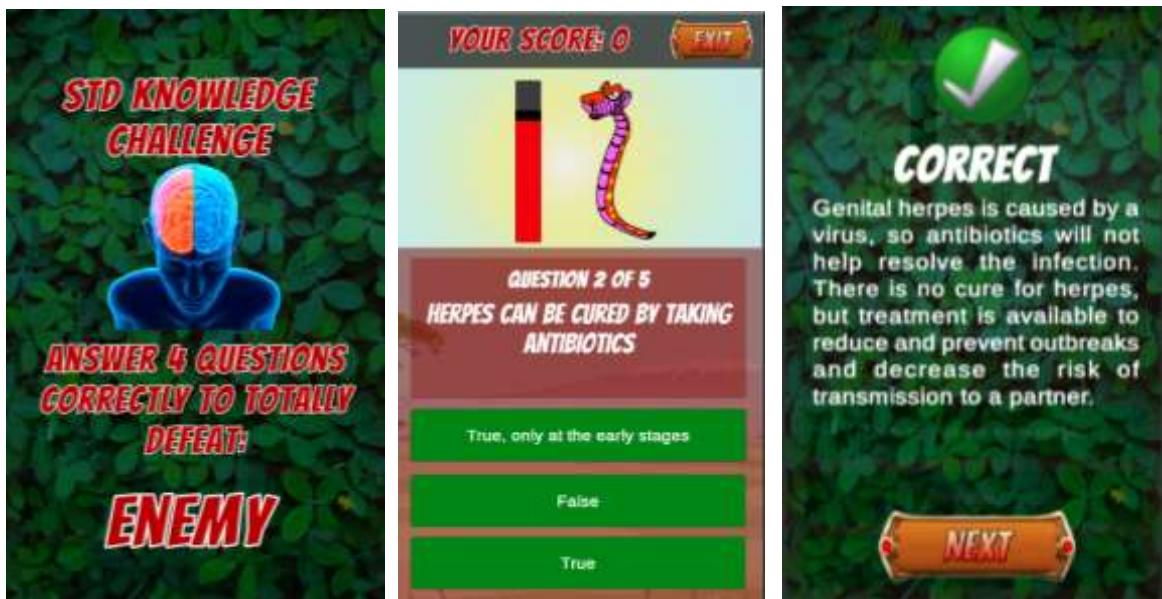 STD KNOWLEDGE
CHALLENGE
ANSWER 4 QUESTIONS
CORRECTLY TO TOTALLY
DEFEAT:
ENEMY
YOUR SCORE: 0
EXIT
QUESTION 2 OF 5
HERPES CAN BE CURED BY TAKING
ANTIBIOTICS
True, only at the early stages
False
True
CORRECT
Genital herpes is caused by a
virus, so antibiotics will not
help resolve the infection.
There is no cure for herpes,
but treatment is available to
reduce and prevent outbreaks
and decrease the risk of
transmission to a partner.
NEXT